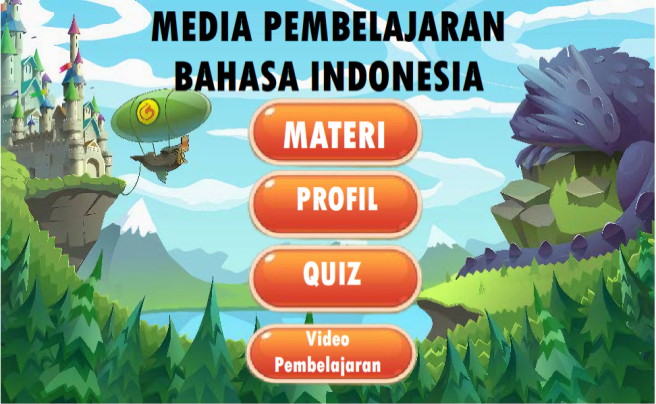 MEDIA PEMBELAJARAN
BAHASA INDONESIA
MATERI
PROFIL
QUIZ
Video
Pembelajaran